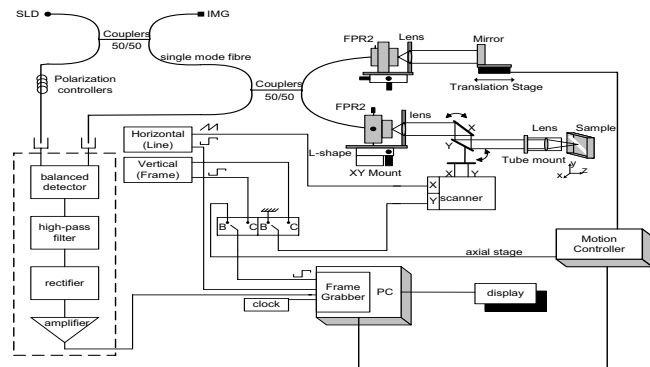 SLD
IMG
Couplers
50/50
single mode fibre
Polarization
controllers
Couplers
50/50
FPR2
Lens
Mirror
Translation Stage
FPR2
lens
X
Y
Lens
Sample
Tube mount
y
x
z
L-shape
XY Mount
Horizontal
(Line)
Vertical
(Frame)
X Y
X
Y
scanner
balanced
detector
high-pass
filter
rectifier
amplifier
B C B C
axial stage
Motion
Controller
Frame
Grabber
PC
clock
display